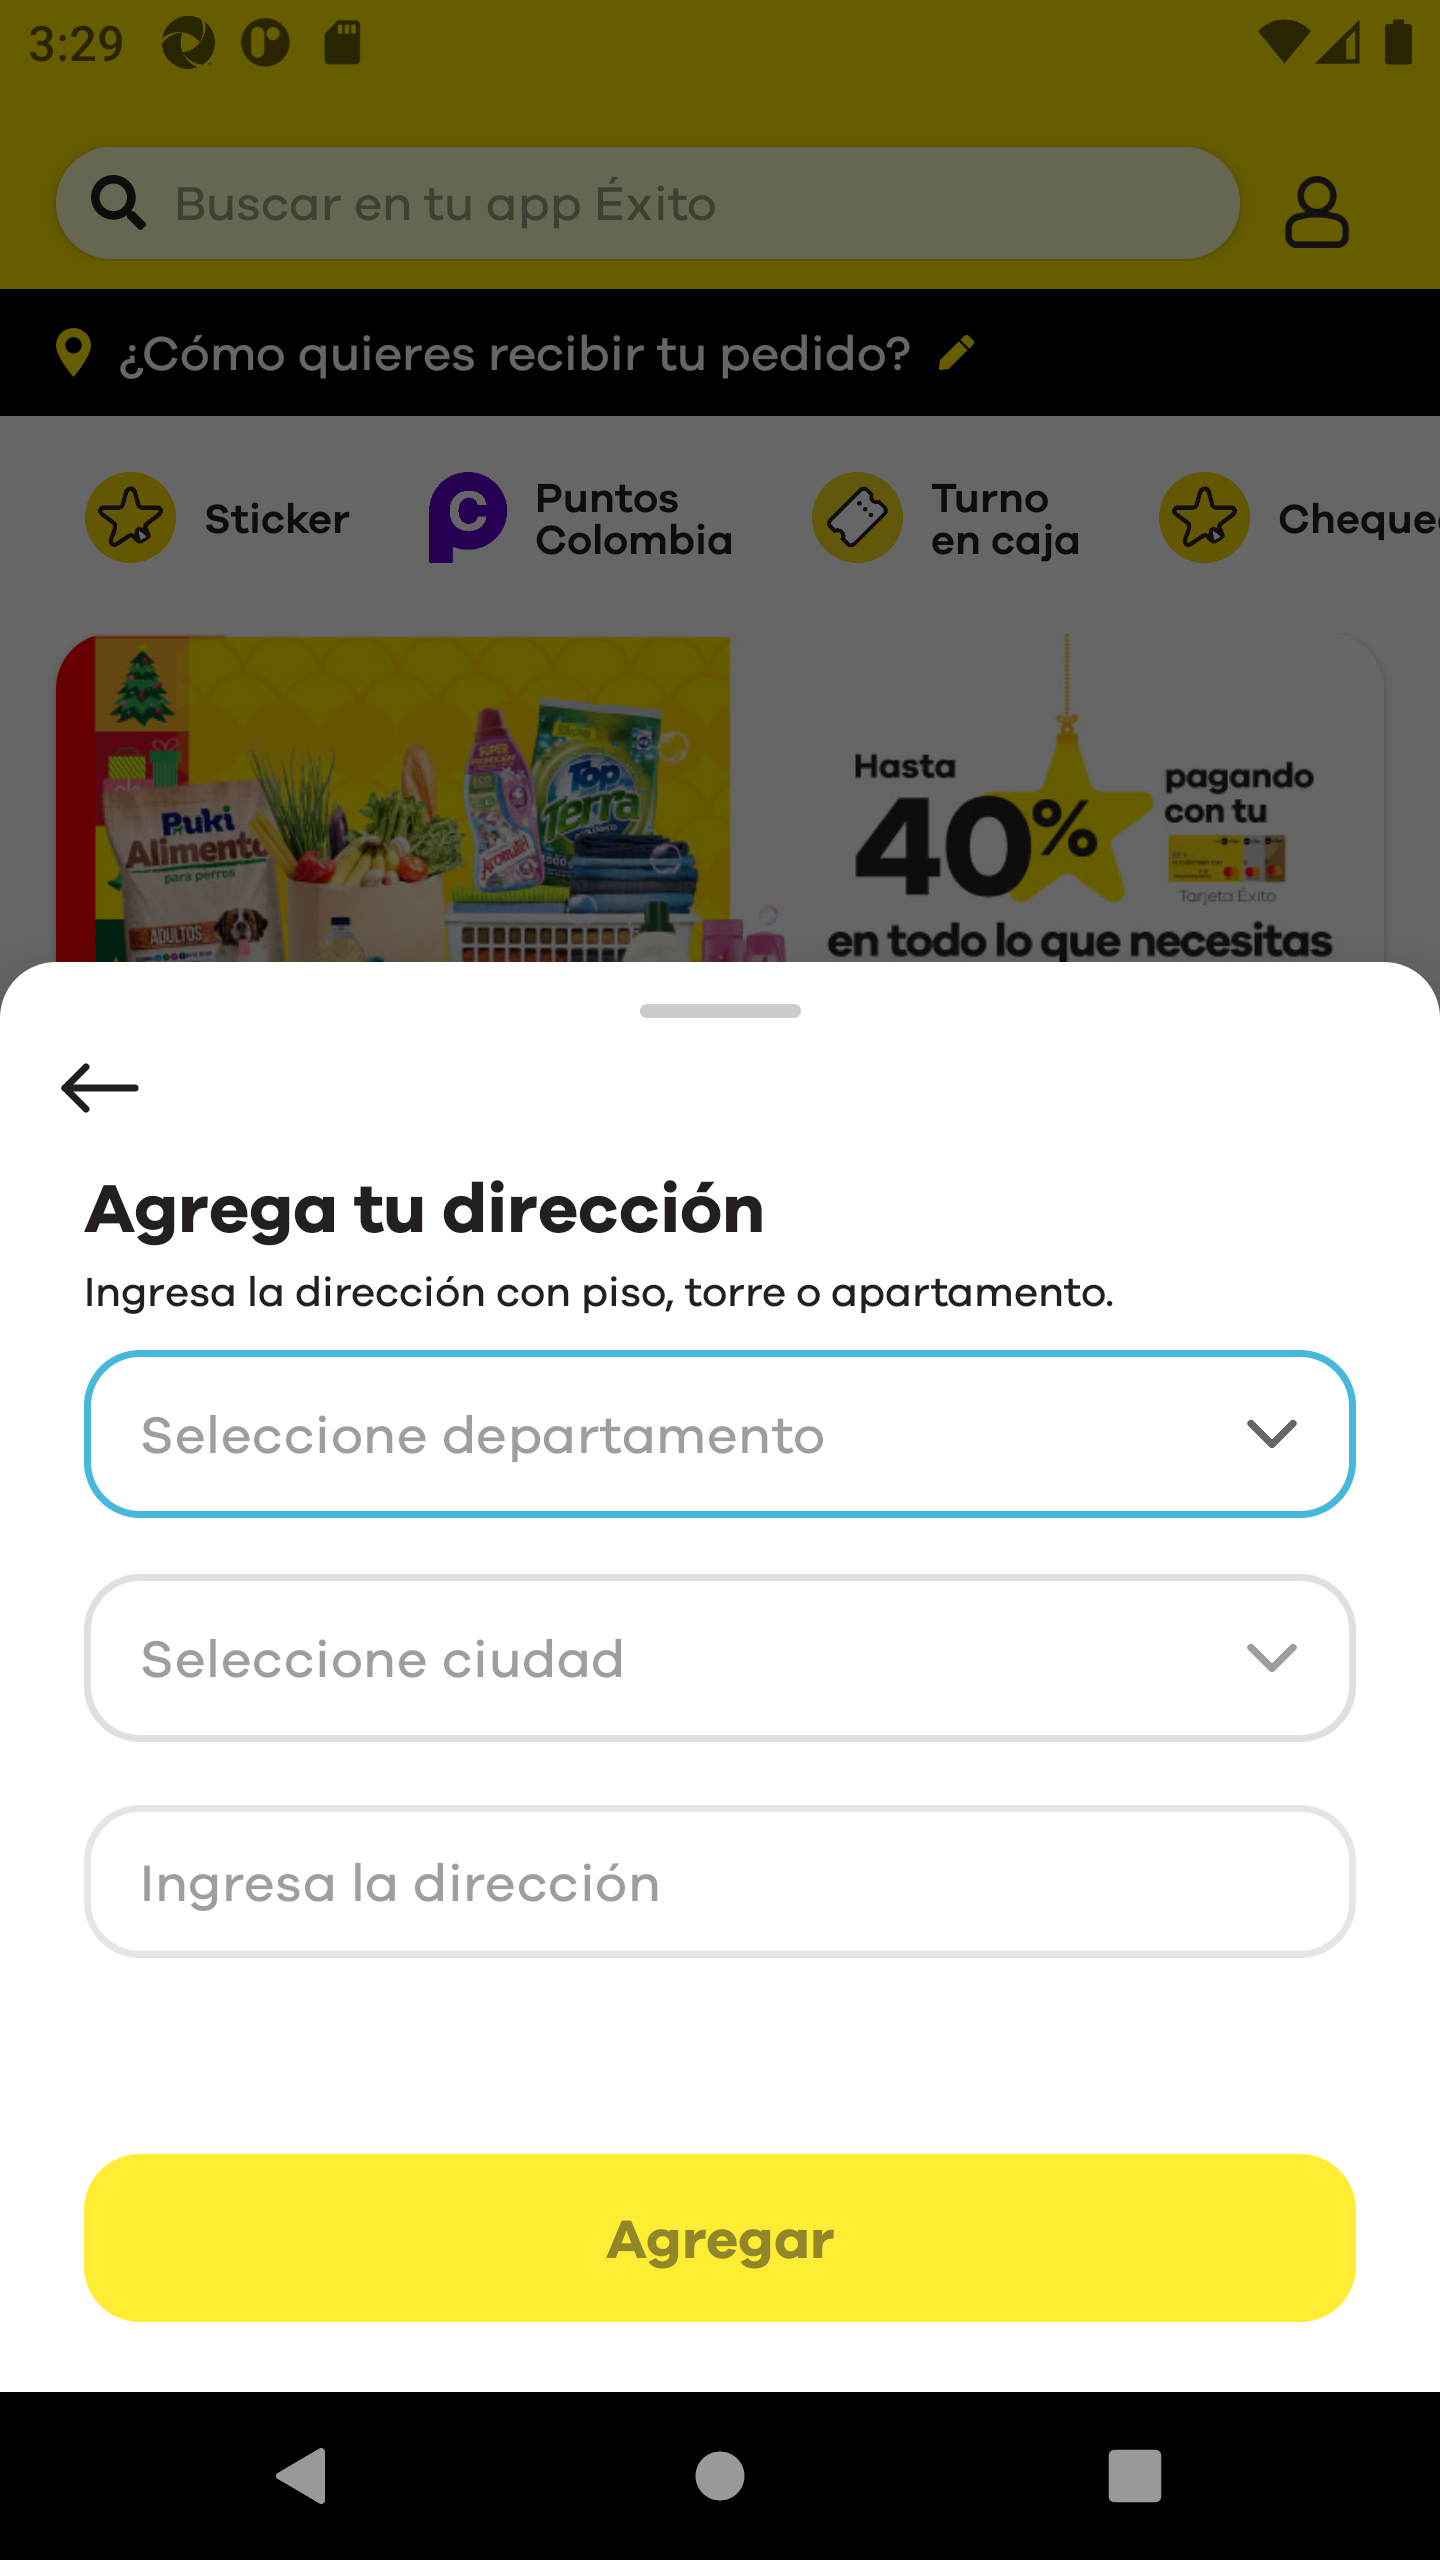 3:29
Buscar en tu app Éxito
¿Cómo quieres recibir tu pedido?
Sticker
Puntos
Colombia
Turno
en caja
Hasta
40%
pagando
con tu
Tarjeta Éxito
en todo lo que necesitas
Puki
Alimento
para perros
ADULTOS
Top
Terra
Aromatel
Agrega tu dirección
Ingresa la dirección con piso, torre o apartamento.
Seleccione departamento
Seleccione ciudad
Ingresa la dirección
Agregar